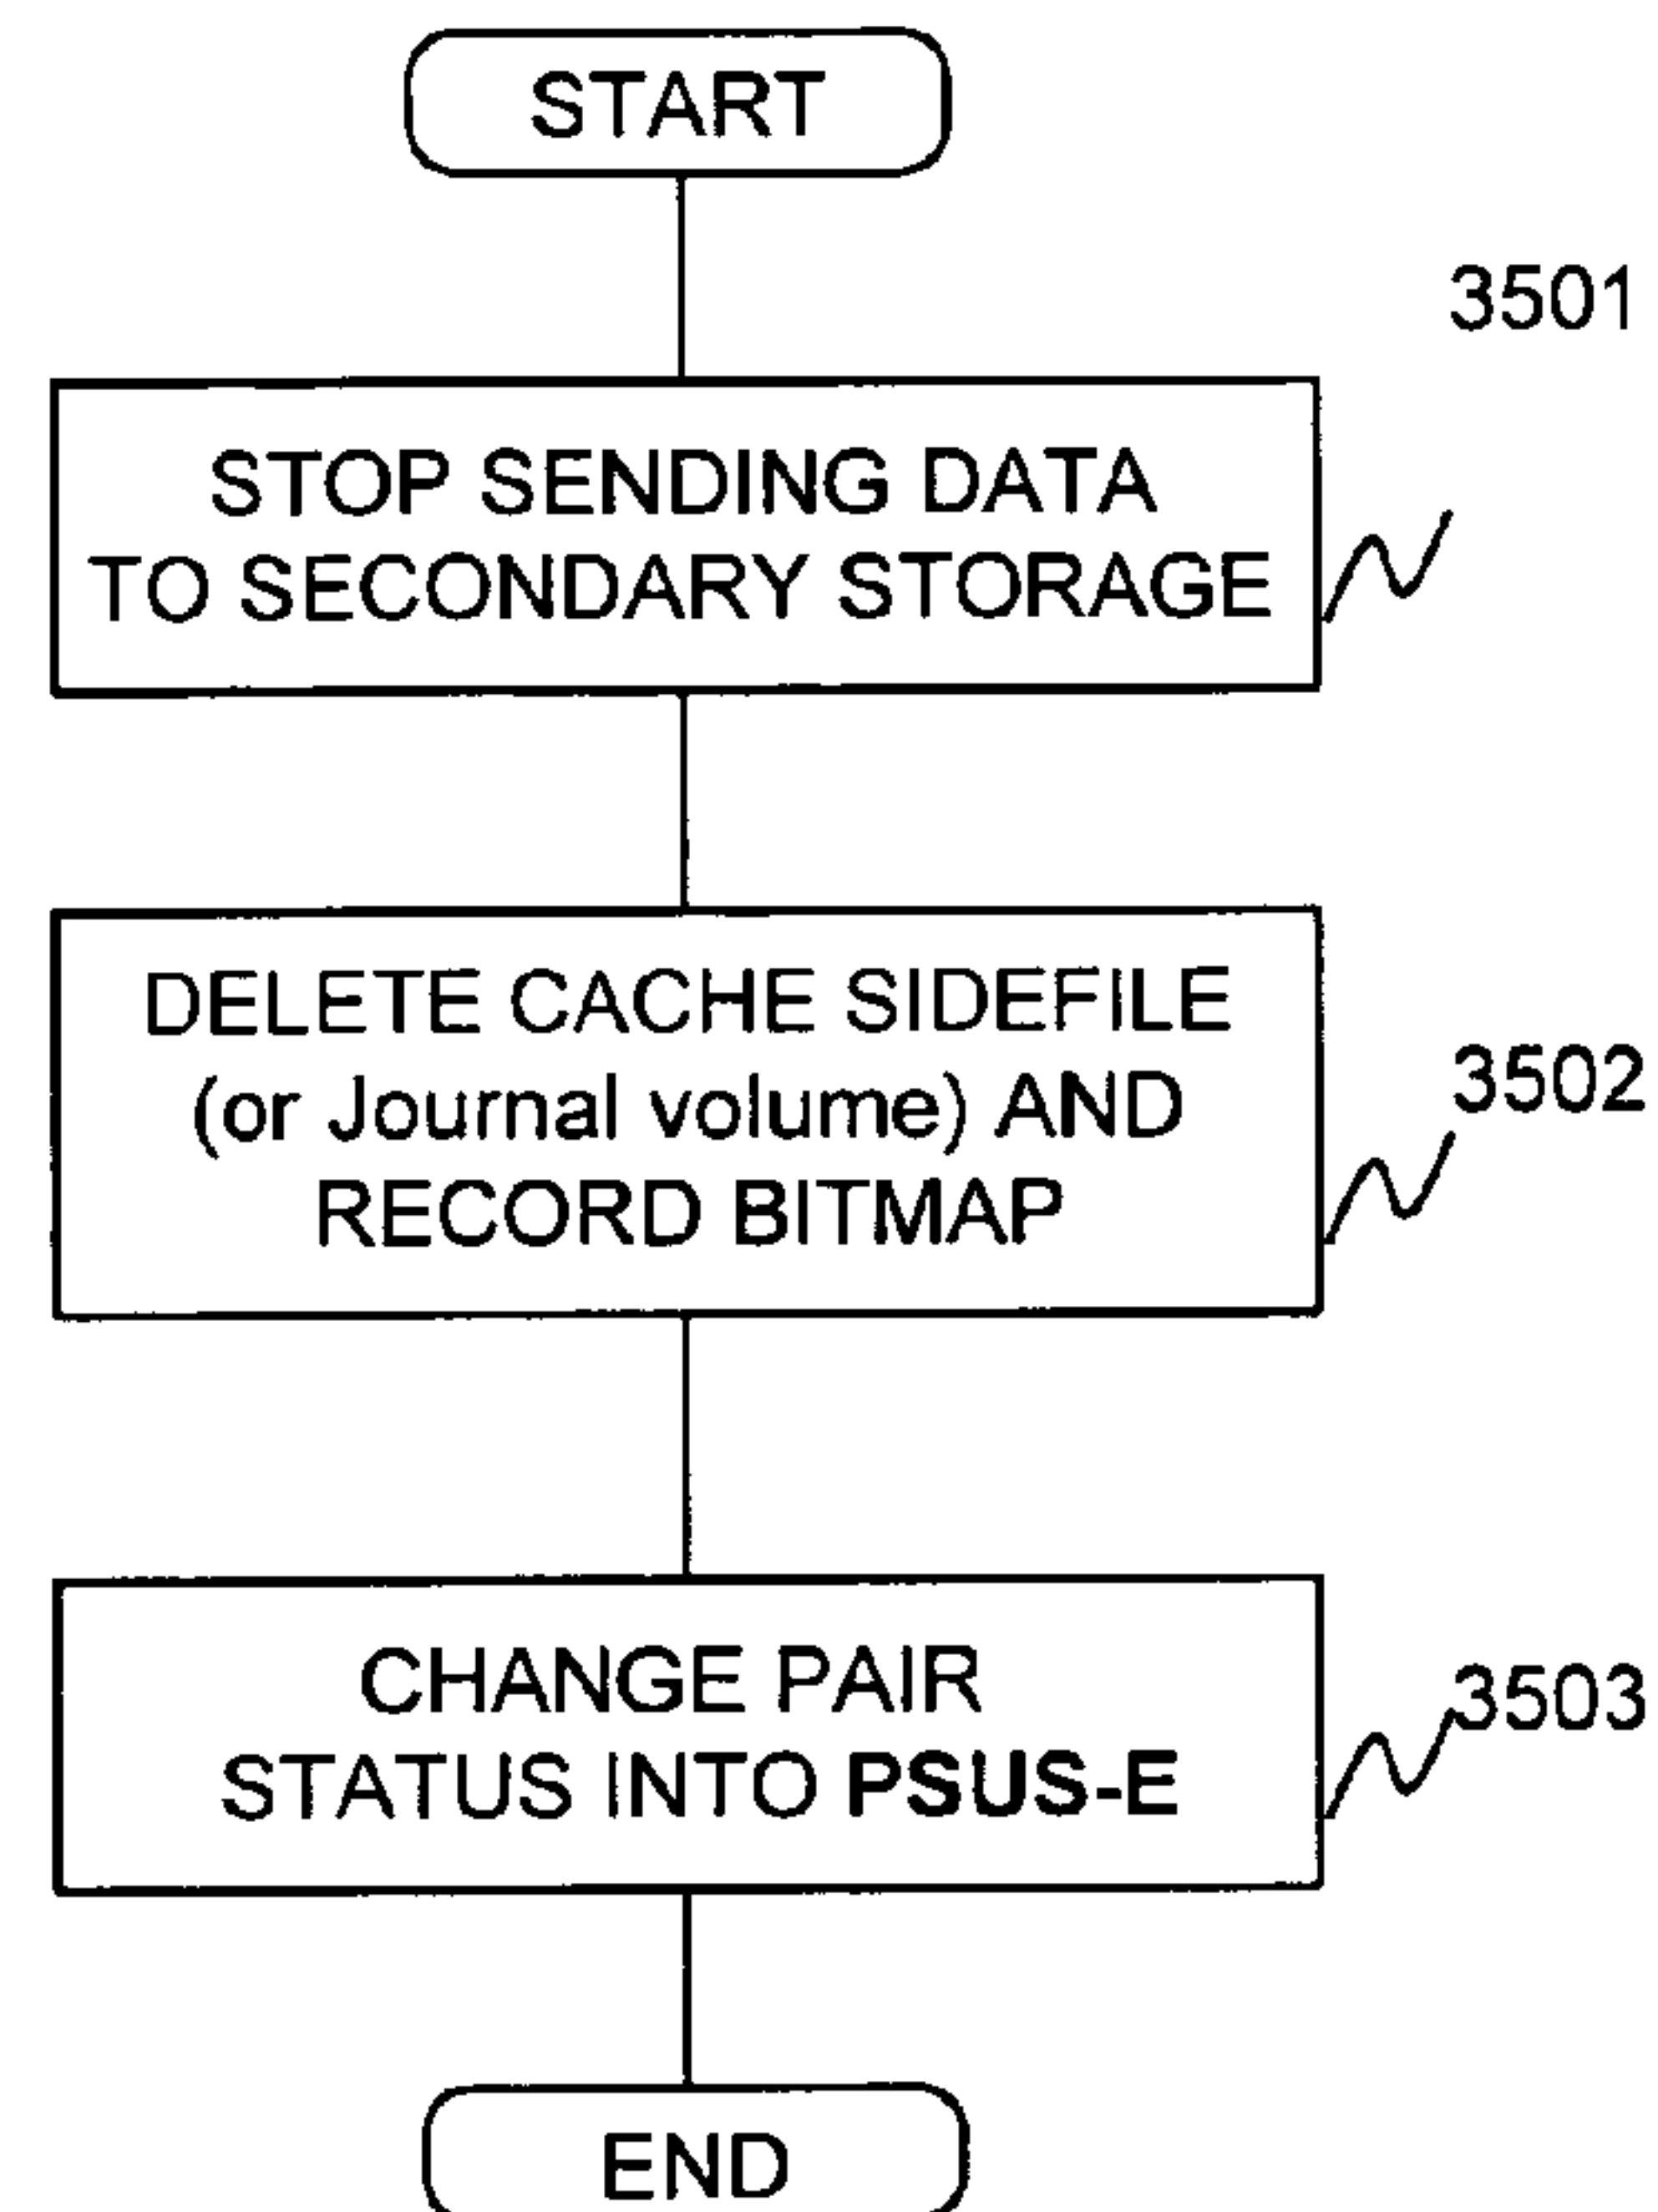 START
3501
STOP SENDING DATA
TO SECONDARY STORAGE
DELETE CACHE SIDEFILE
(or Journal volume) AND
RECORD BITMAP
3502
CHANGE PAIR
STATUS INTO PSUS-E
3503
END